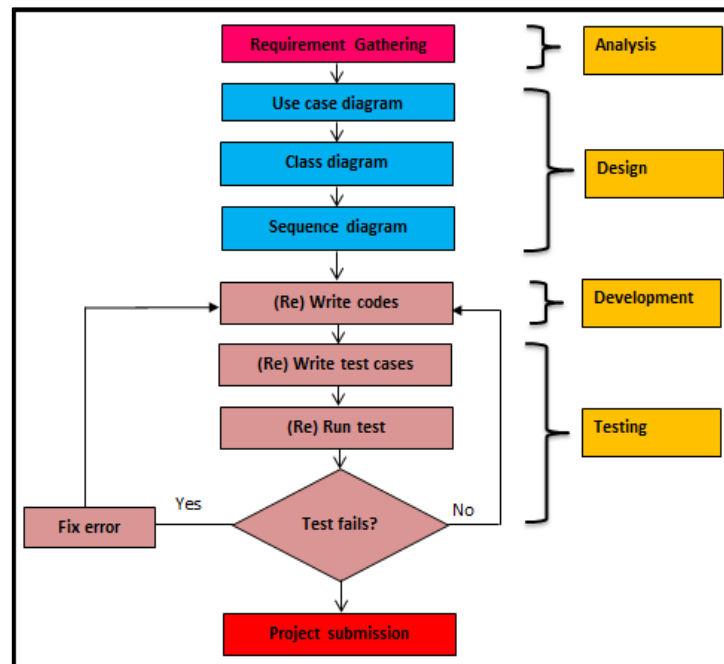 Requirement Gathering
Analysis
Use case diagram
Class diagram
Design
Sequence diagram
(Re) Write codes
Development
(Re) Write test cases
(Re) Run test
Testing
Yes
No
Fix error
Test fails?
Project submission